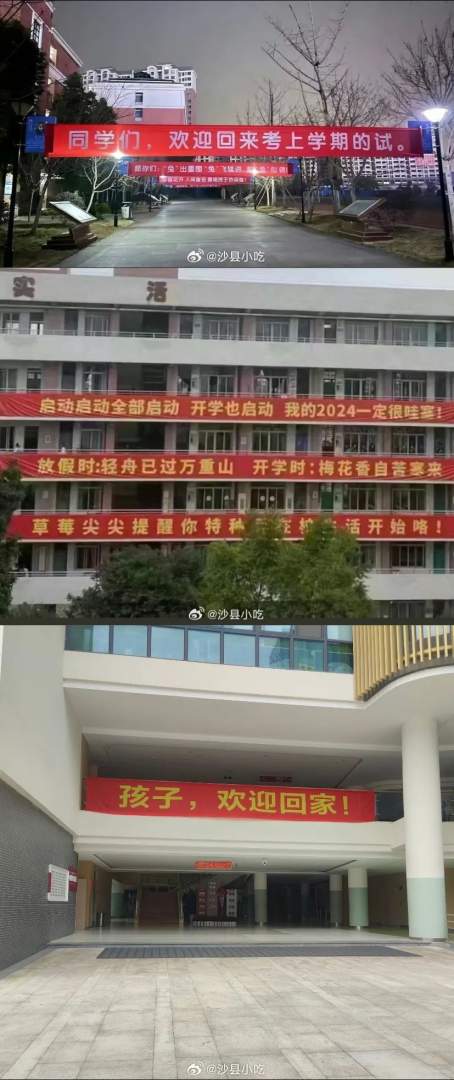 同学们，欢迎回来考上学期的试。
@沙县小吃
实 活
启动启动全部启动 开学也启动 我的2024一定很哇塞！
放假时:轻舟已过万重山 开学时:梅花香自苦寒来
草莓尖尖提醒你特种 活开始咯！
@沙县小吃
孩子，欢迎回家！
@沙县小吃